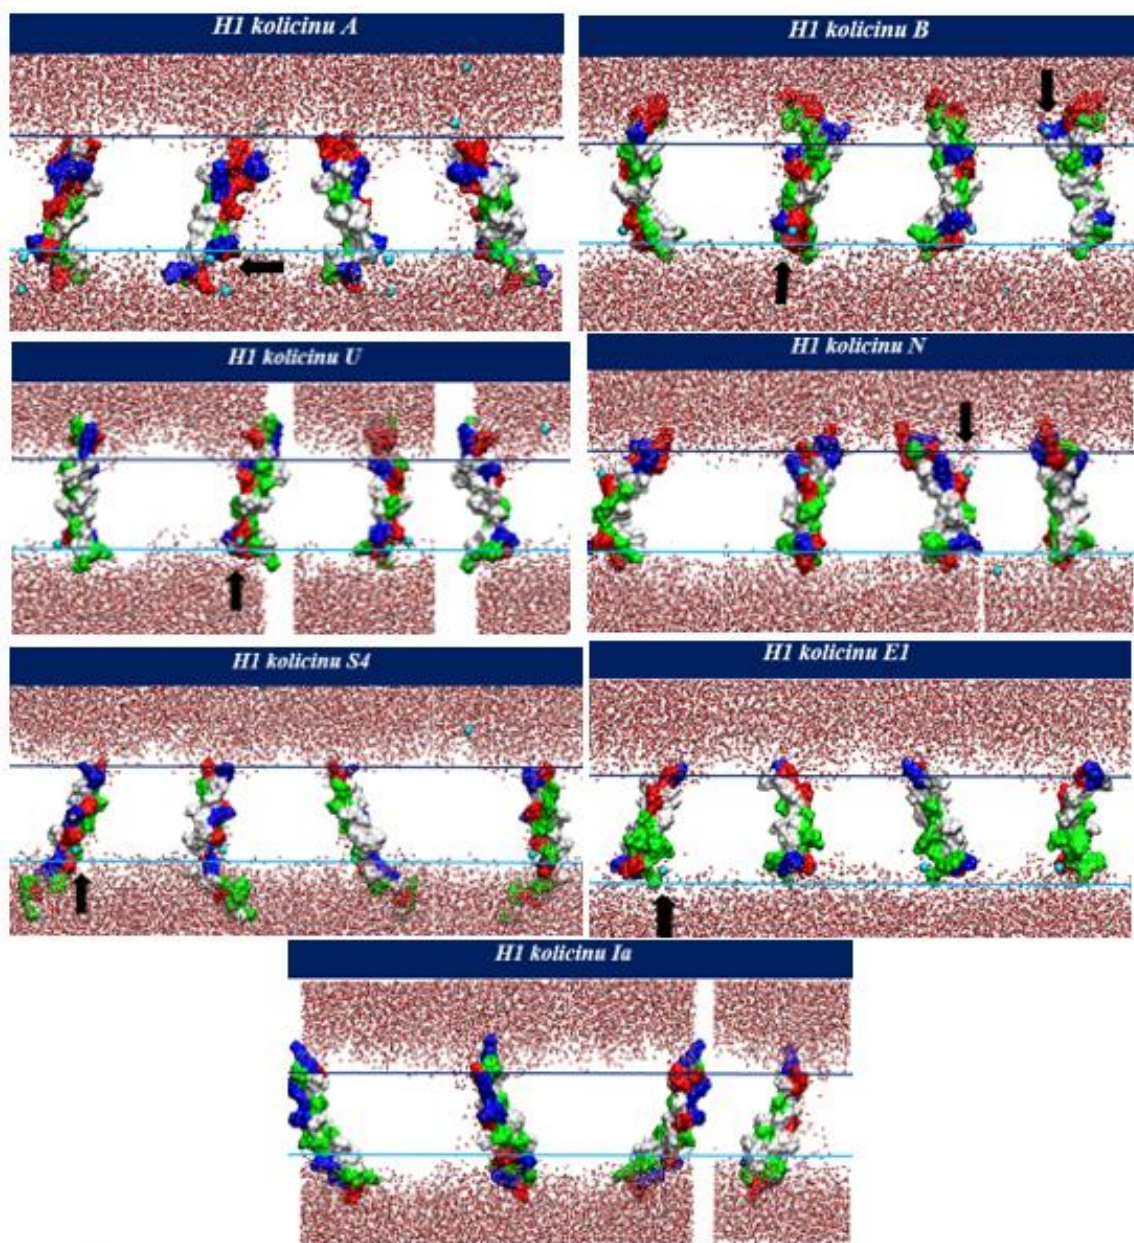 H1 kolicinu A
H1 kolicinu B
H1 kolicinu U
H1 kolicinu N
H1 kolicinu S4
H1 kolicinu E1
H1 kolicinu Ia